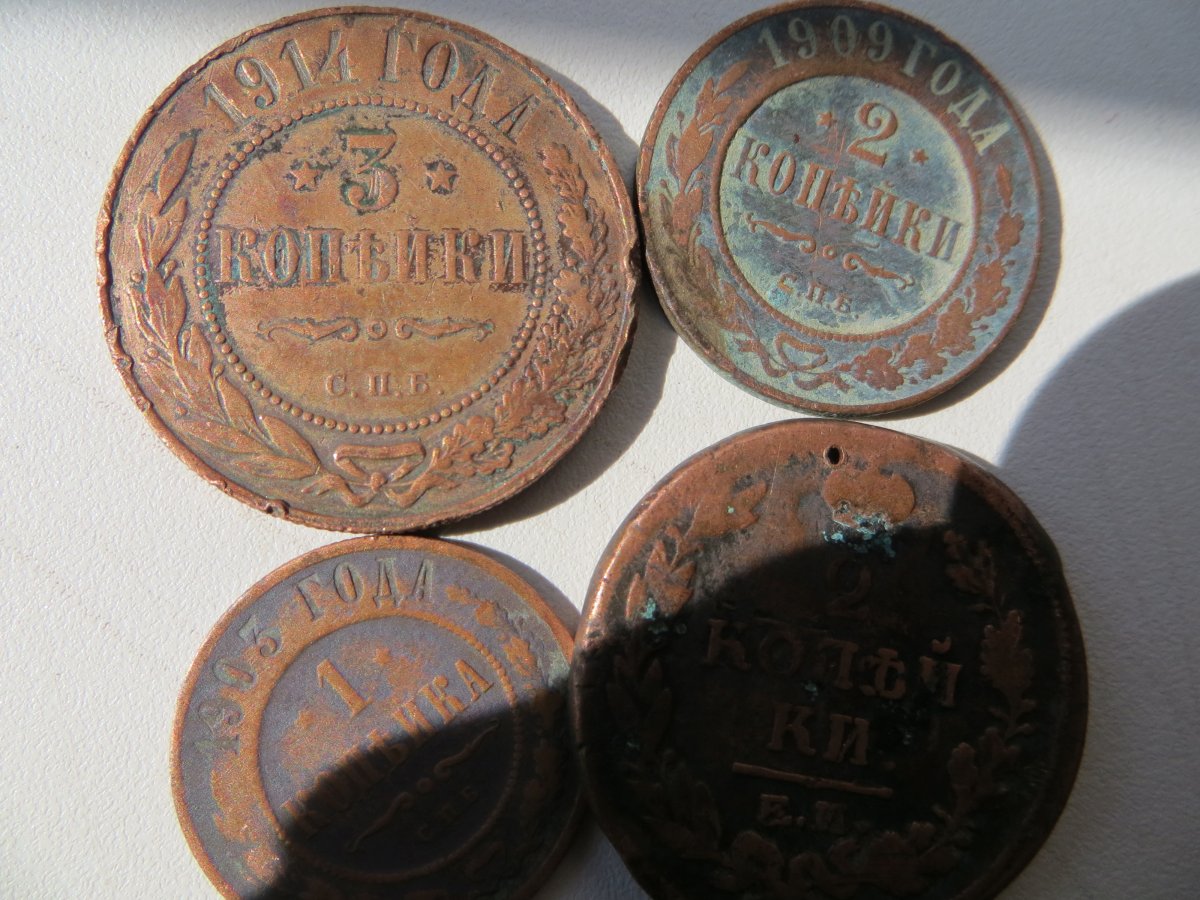 1914 ГОДА
3
КОПѢЙКИ
С.П.Б.
1909 ГОДА
2
КОПѢЙКИ
С.П.Б.
1903 ГОДА
1
КОПѢЙКА
С.П.Б
2
КОПѢЙ
КИ.
Е.М.